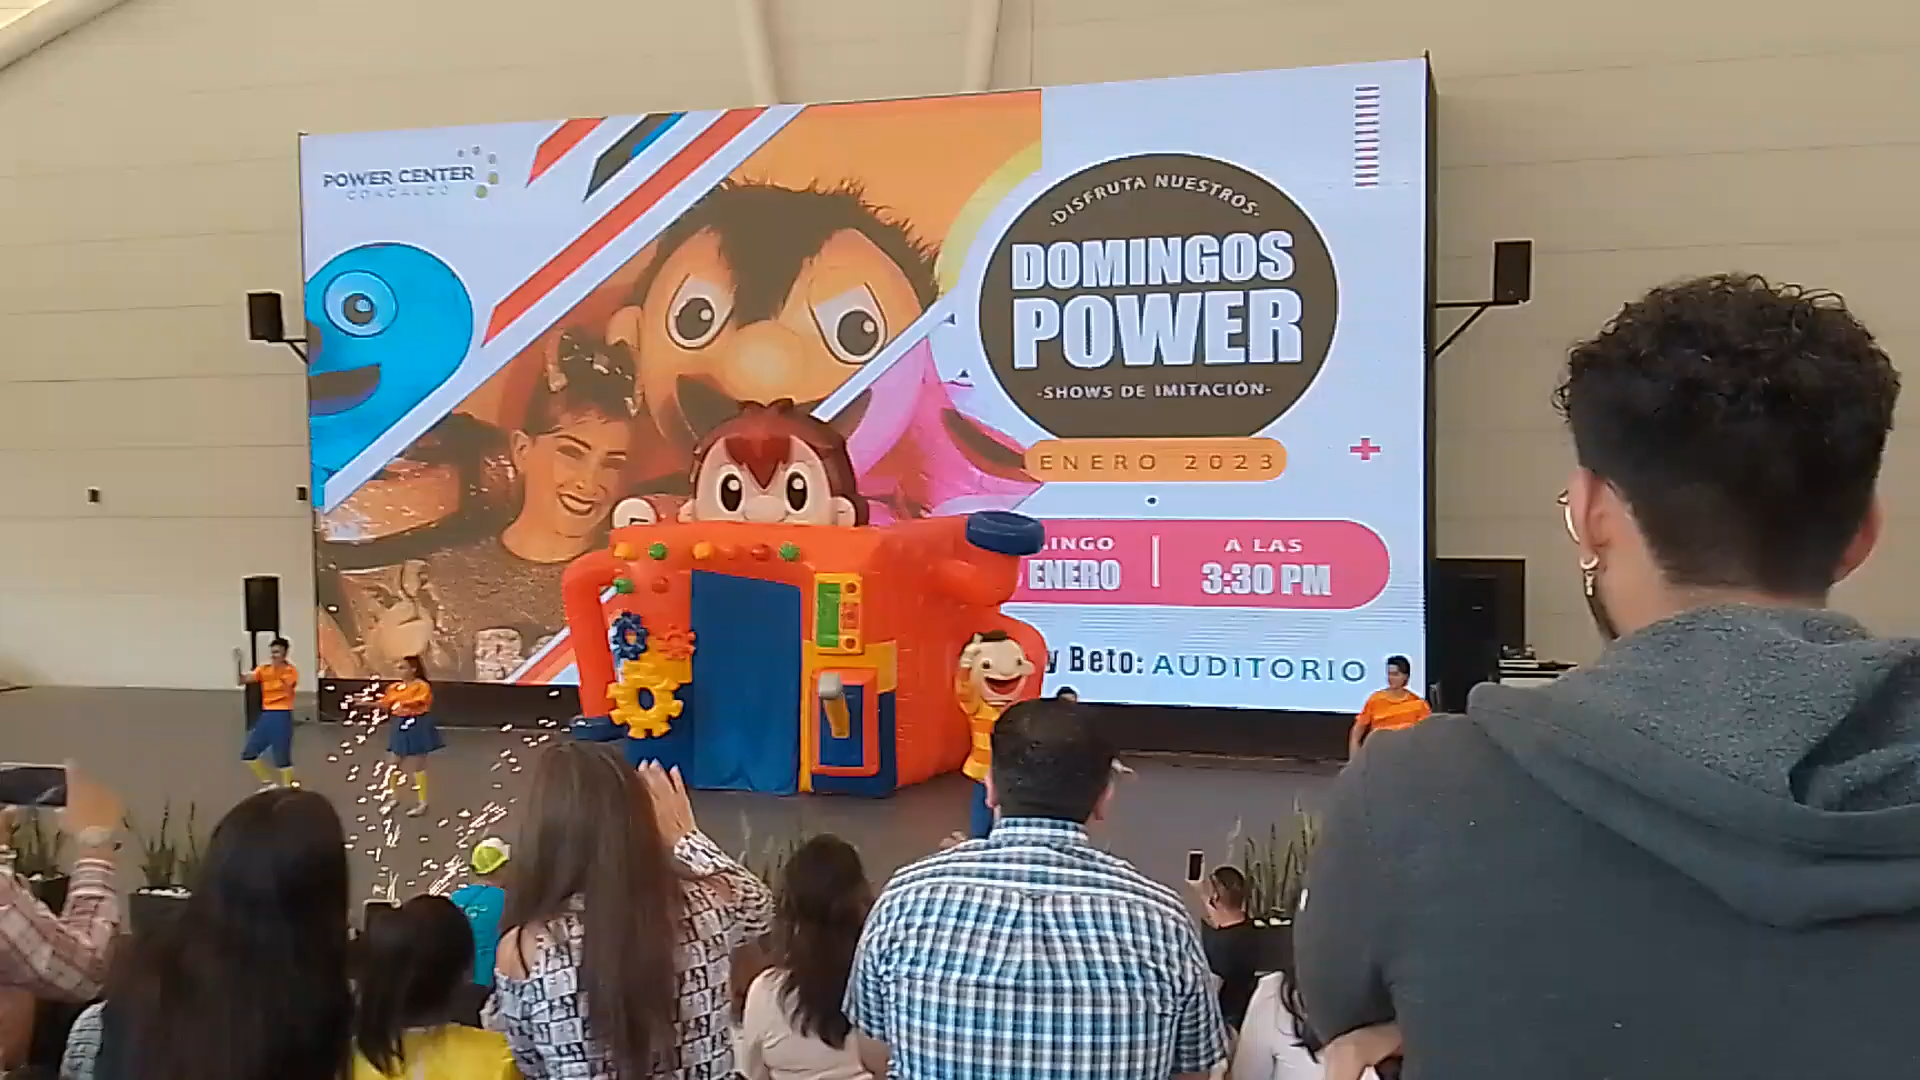 POWER CENTER
COACALCO
·DISFRUTA NUESTROS·
DOMINGOS
POWER
-SHOWS DE IMITACIÓN-
ENERO 2023
INGO
ENERO
A LAS
3:30 PM
y Beto: AUDITORIO